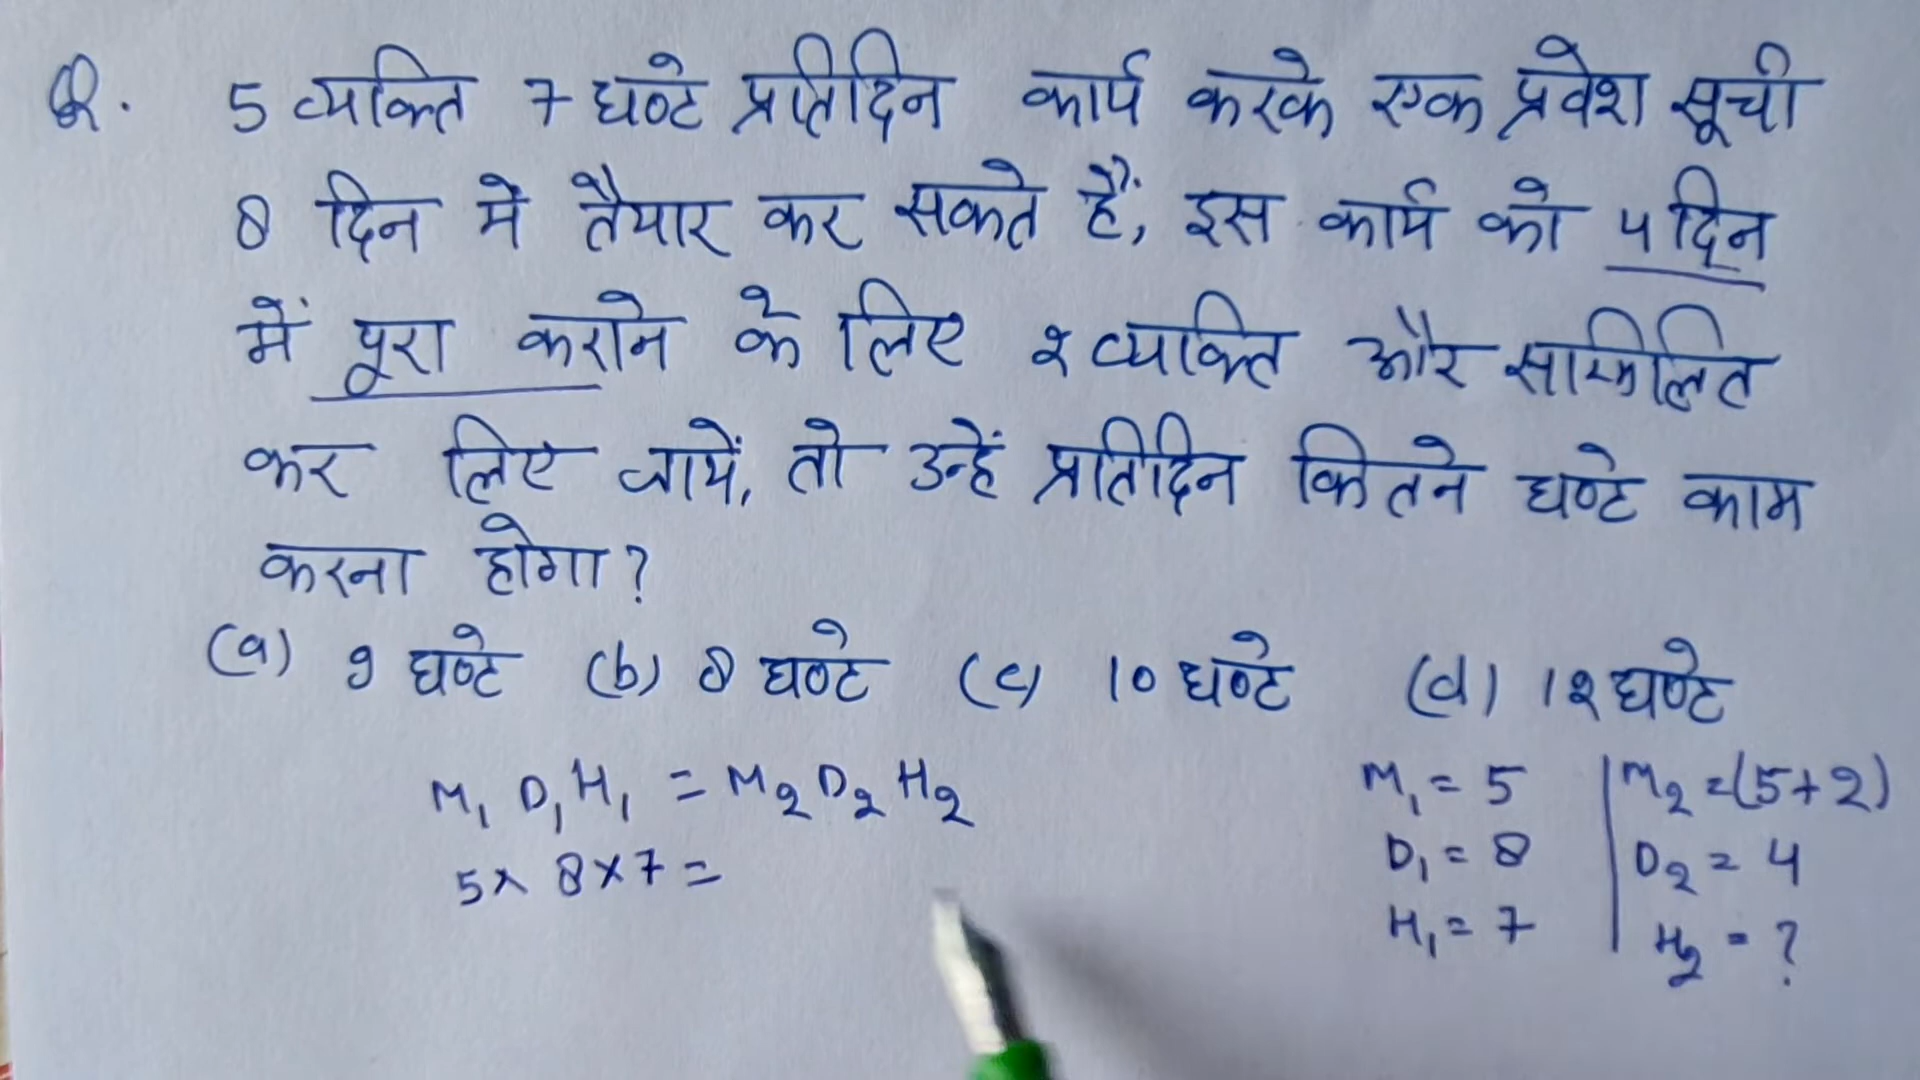 Q. 5 व्यक्ति 7 घण्टे प्रतिदिन कार्य करके एक प्रवेश सूची
8 दिन में तैयार कर सकते हैं, इस कार्य को 4 दिन
में पूरा कराने के लिए 2 व्यक्ति और सम्मिलित
कर लिए जायें, तो उन्हें प्रतिदिन कितने घण्टे काम
करना होगा?
(a) 9 घण्टे (b) 8 घण्टे (c) 10 घण्टे (d) 12 घण्टे
M₁ D₁ H₁ = M₂ D₂ H₂
5 × 8 × 7 =
M₁ = 5 | M₂ = (5+2)
D₁ = 8 | D₂ = 4
H₁ = 7 | H₂ = ?